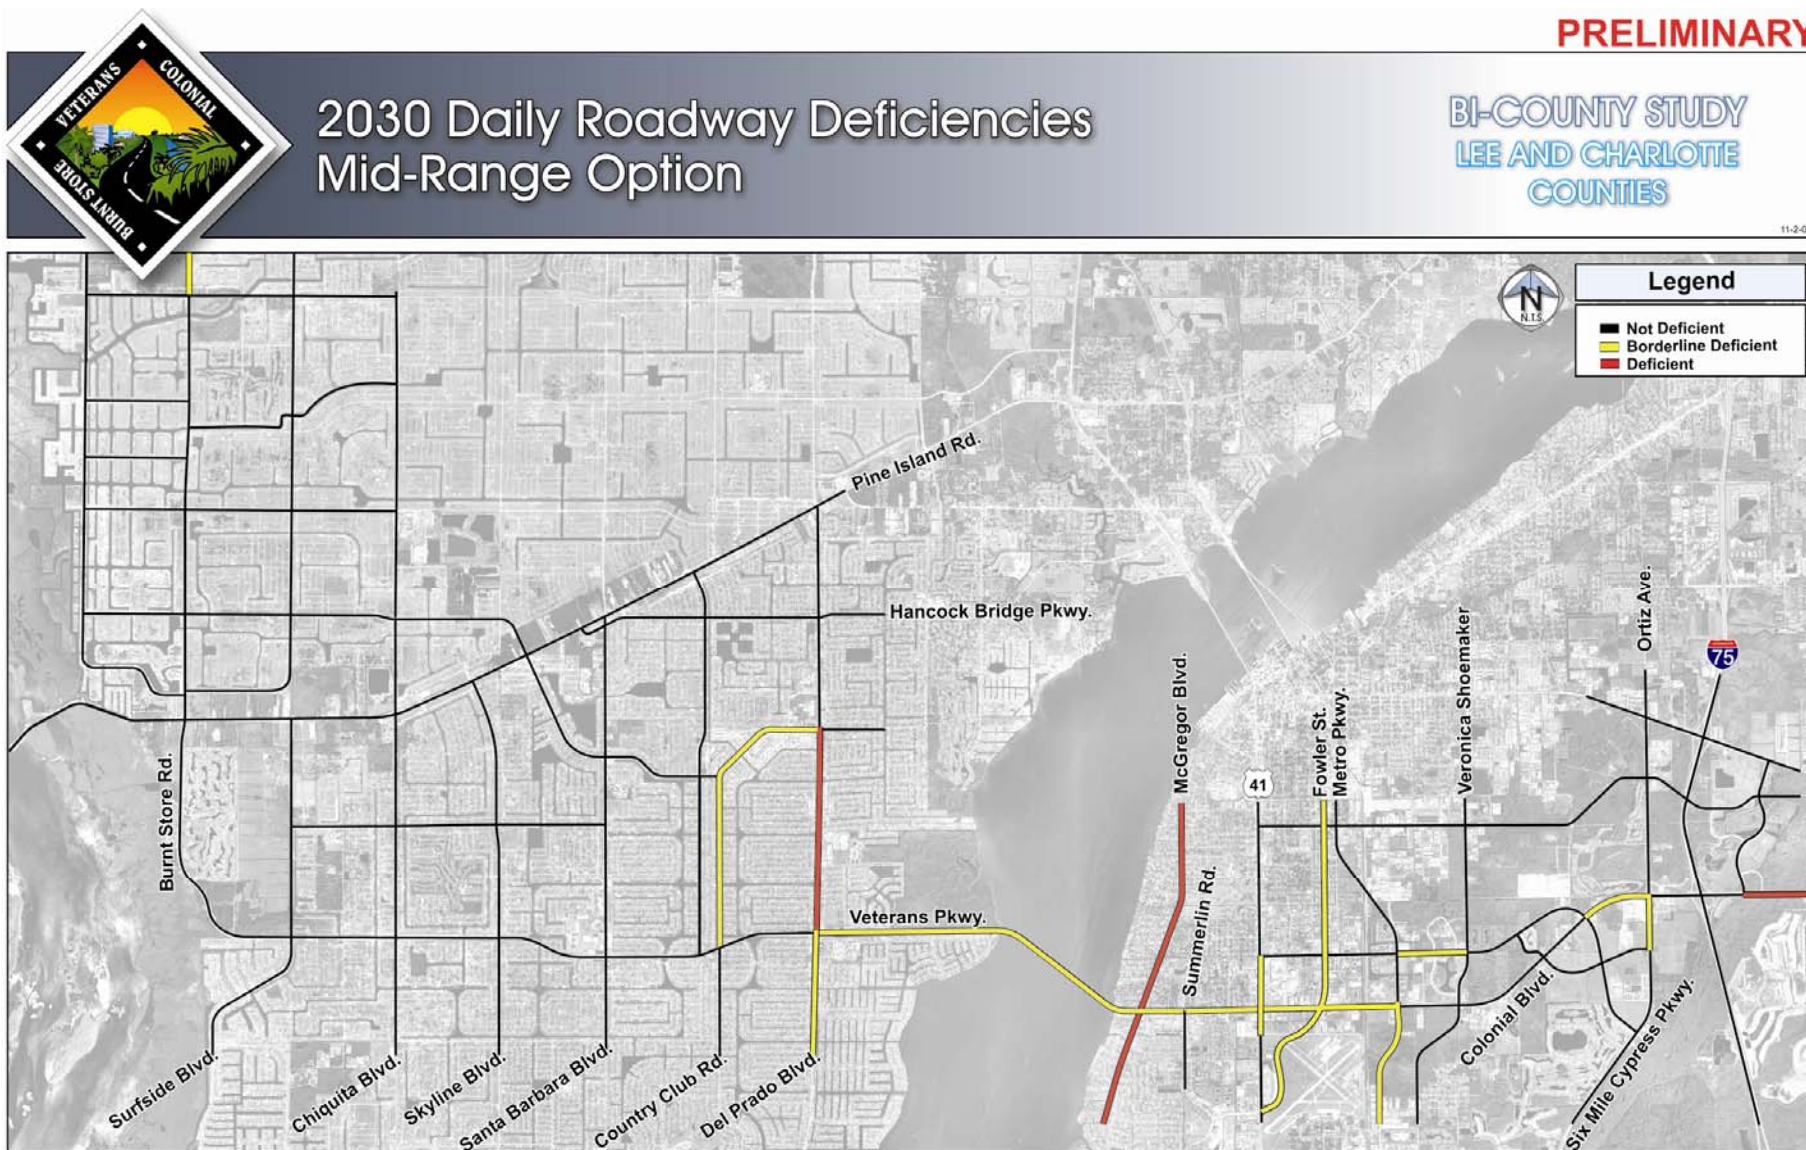 PRELIMINARY
VETERANS
COLONIAL
BURNT STORE
2030 Daily Roadway Deficiencies
Mid-Range Option
BI-COUNTY STUDY
LEE AND CHARLOTTE
COUNTIES
11-2-0
N
N.T.S.
Legend
Not Deficient
Borderline Deficient
Deficient
Pine Island Rd.
Hancock Bridge Pkwy.
Burnt Store Rd.
Veterans Pkwy.
McGregor Blvd.
Summerlin Rd.
41
Fowler St.
Metro Pkwy.
Veronica Shoemaker
Ortiz Ave.
75
Colonial Blvd.
Six Mile Cypress Pkwy.
Surfside Blvd.
Chiquita Blvd.
Skyline Blvd.
Santa Barbara Blvd.
Country Club Rd.
Del Prado Blvd.